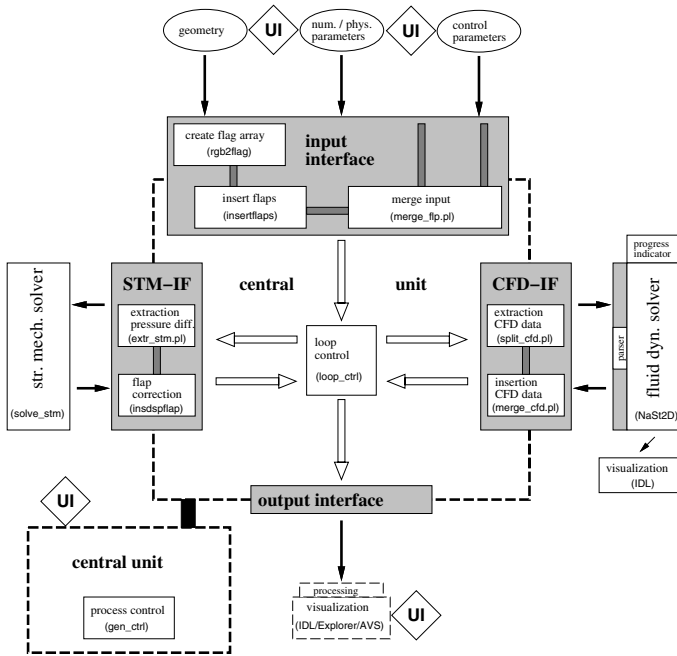 geometry
UI
num. / phys.
parameters
UI
control
parameters
create flag array
(rgb2flag)
input
interface
insert flaps
(insertflaps)
merge input
(merge_flp.pl)
progress
indicator
STM−IF
central
unit
CFD−IF
str. mech. solver
(solve_stm)
extraction
pressure diff.
(extr_stm.pl)
flap
correction
(insdspflap)
loop
control
(loop_ctrl)
extraction
CFD data
(split_cfd.pl)
insertion
CFD data
(merge_cfd.pl)
parser
fluid dyn. solver
(NaSt2D)
visualization
(IDL)
UI
output interface
central unit
process control
(gen_ctrl)
processing
visualization
(IDL/Explorer/AVS)
UI